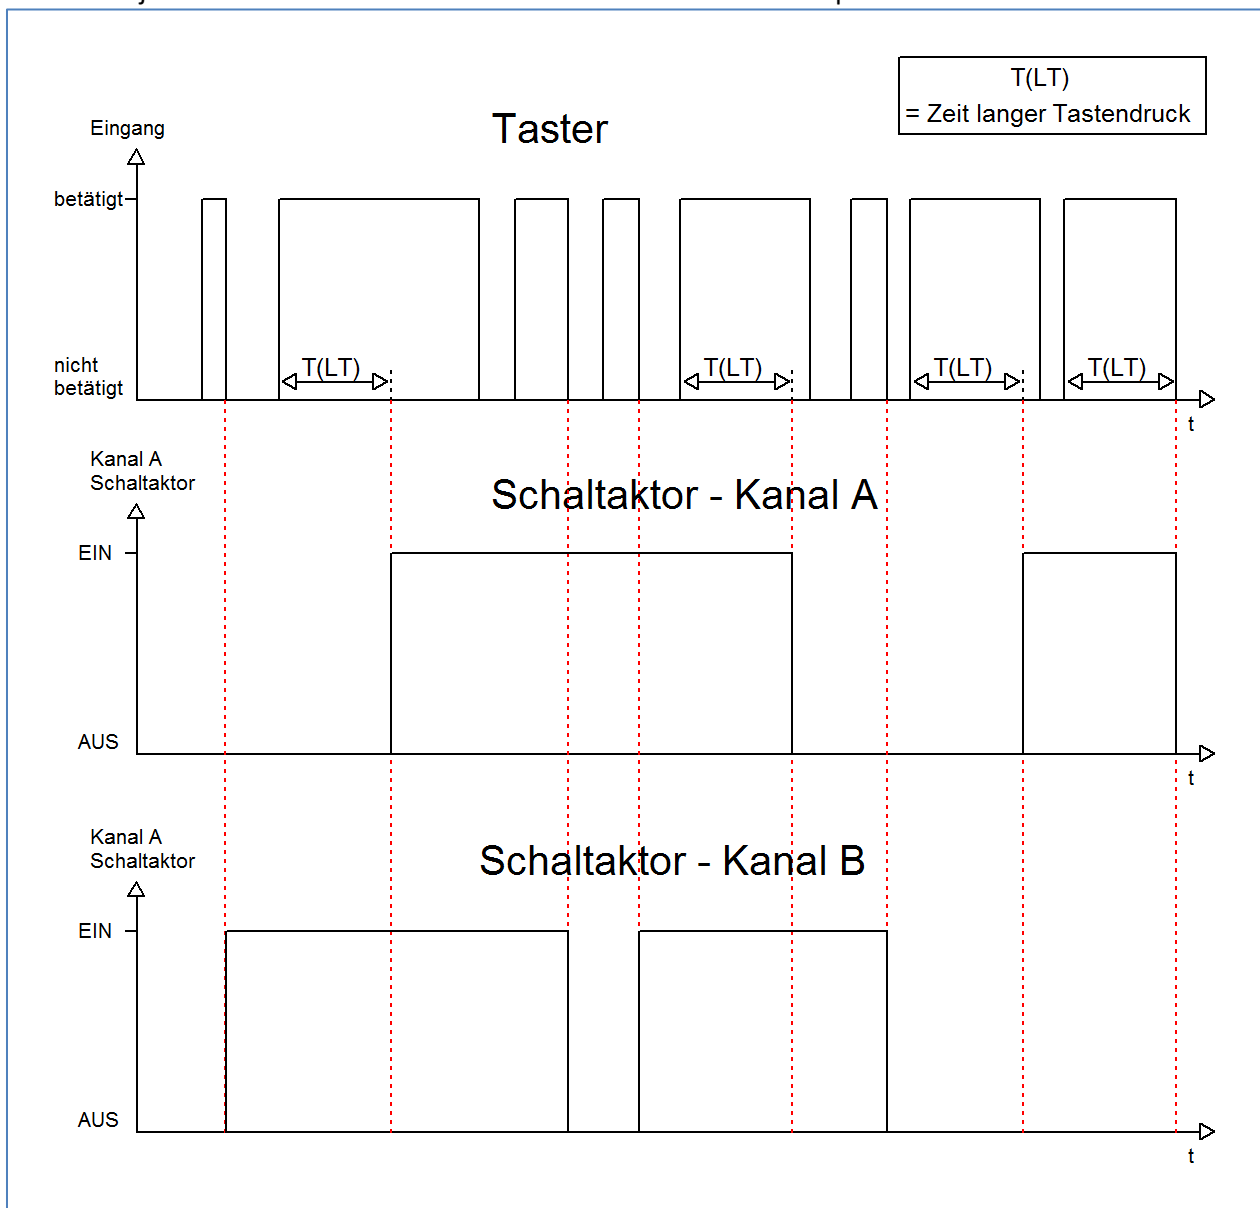 T(LT)
= Zeit langer Tastendruck
Taster
Eingang
betätigt
nicht
betätigt
T(LT)
T(LT)
T(LT)
T(LT)
t
Kanal A
Schaltaktor
Schaltaktor - Kanal A
EIN
AUS
t
Kanal A
Schaltaktor
Schaltaktor - Kanal B
EIN
AUS
t